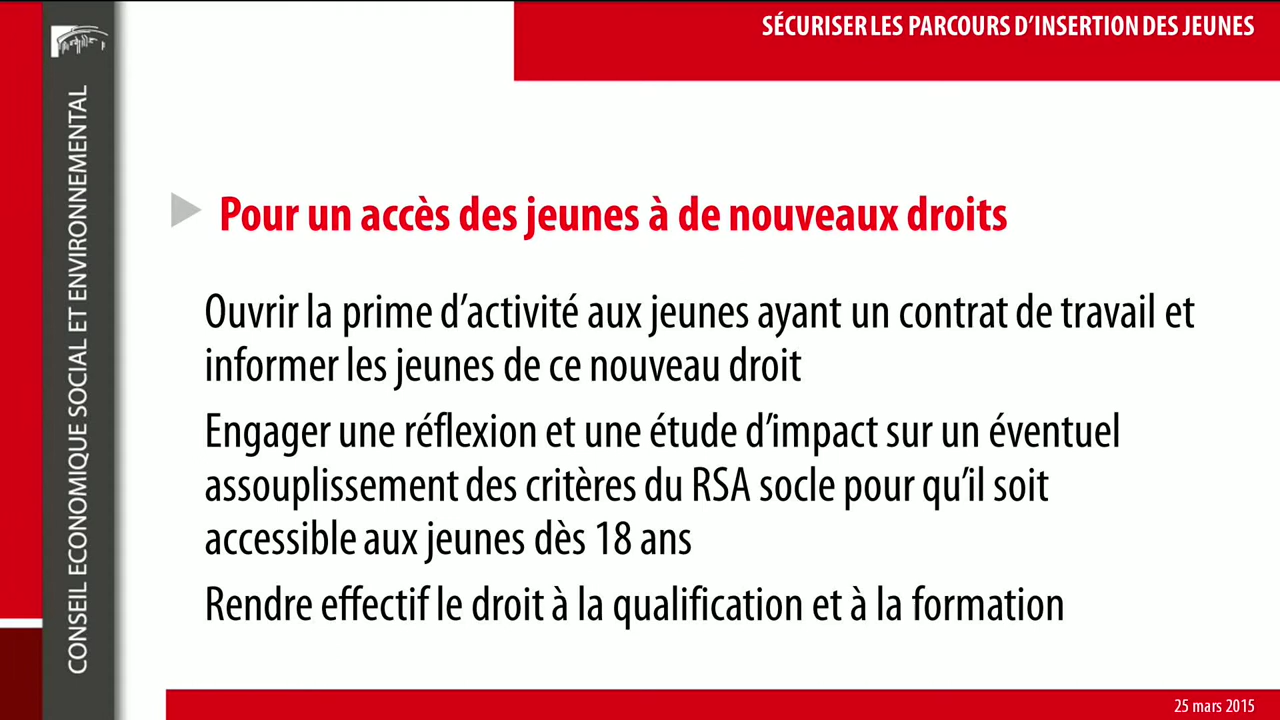 SÉCURISER LES PARCOURS D’INSERTION DES JEUNES
CONSEIL ECONOMIQUE SOCIAL ET ENVIRONNEMENTAL
Pour un accès des jeunes à de nouveaux droits
Ouvrir la prime d’activité aux jeunes ayant un contrat de travail et
informer les jeunes de ce nouveau droit
Engager une réflexion et une étude d’impact sur un éventuel
assouplissement des critères du RSA socle pour qu’il soit
accessible aux jeunes dès 18 ans
Rendre effectif le droit à la qualification et à la formation
25 mars 2015